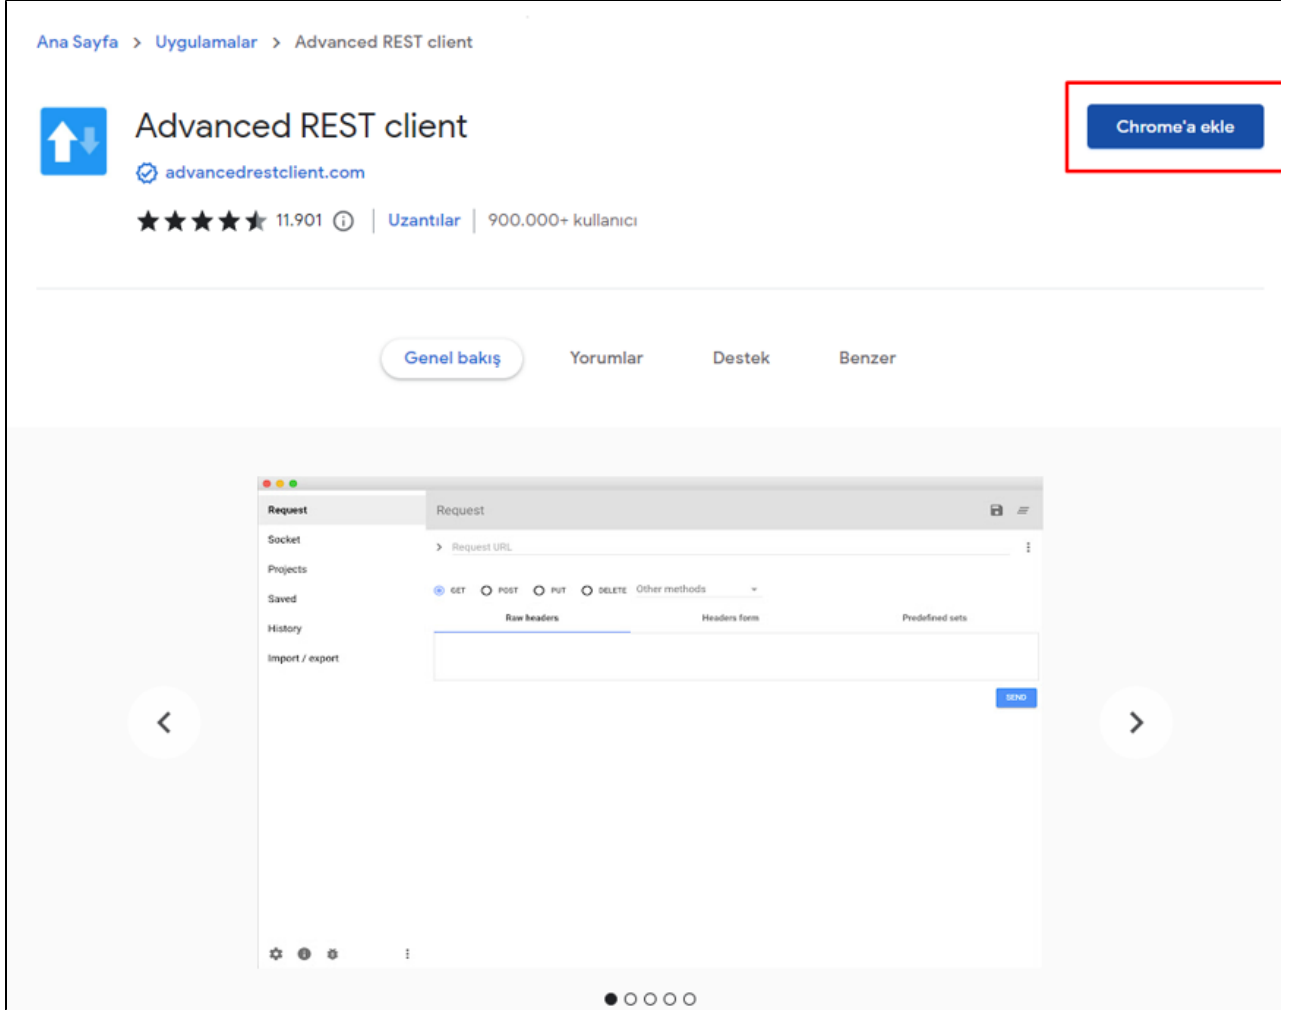 Ana Sayfa > Uygulamalar > Advanced REST client
Advanced REST client
Chrome'a ekle
advancedrestclient.com
11.901 | Uzantılar | 900.000+ kullanıcı
Genel bakış Yorumlar Destek Benzer
Request
Socket
Projects
Saved
History
Import / export
Request
Request URL
GET POST PUT DELETE Other methods
Raw headers Headers form Predefined sets
SEND